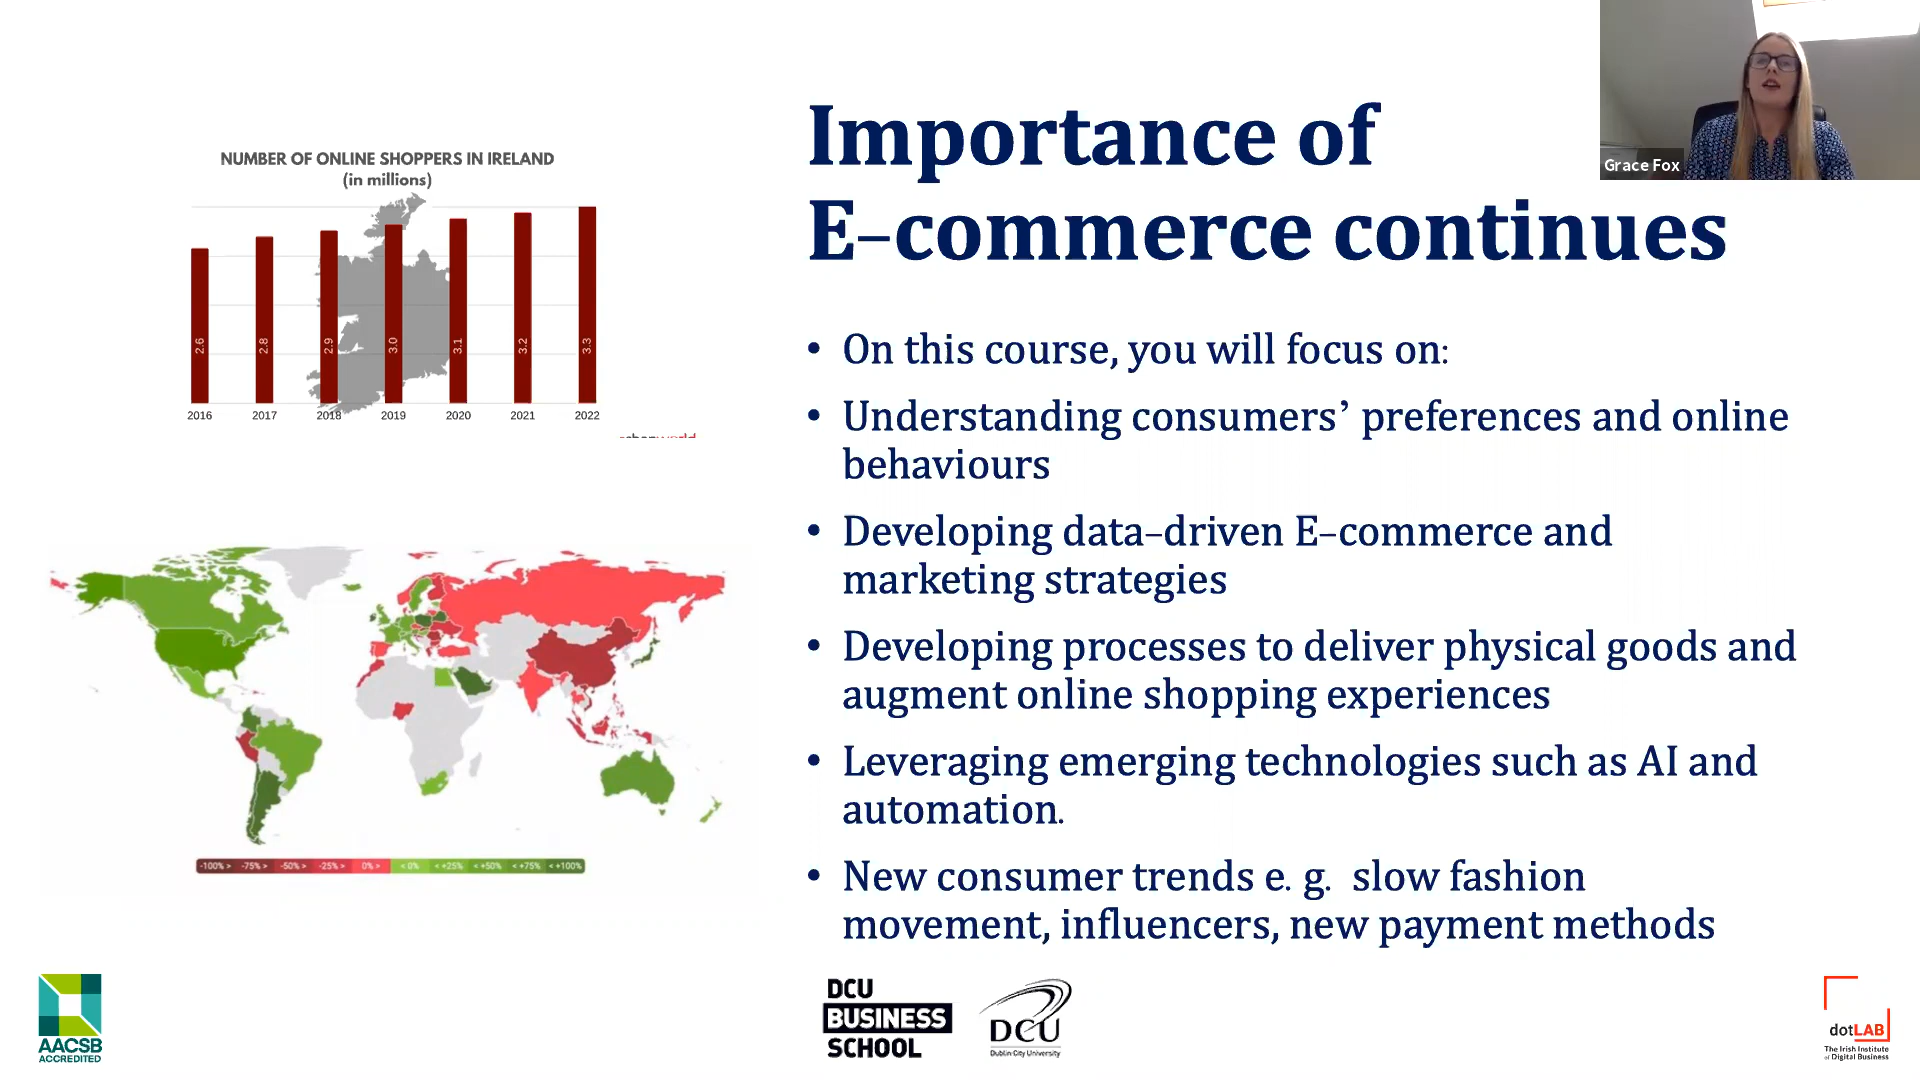 Grace Fox
NUMBER OF ONLINE SHOPPERS IN IRELAND
(in millions)
2.6
2.8
2.9
3.0
3.1
3.2
3.3
2016
2017
2018
2019
2020
2021
2022
-100% >
-75% >
-50% >
-25% >
0% >
< 0%
< +25%
< +50%
< +75%
< +100%
Importance of
E-commerce continues
• On this course, you will focus on:
• Understanding consumers’ preferences and online
behaviours
• Developing data-driven E-commerce and
marketing strategies
• Developing processes to deliver physical goods and
augment online shopping experiences
• Leveraging emerging technologies such as AI and
automation.
• New consumer trends e. g. slow fashion
movement, influencers, new payment methods
AACSB
ACCREDITED
DCU
BUSINESS
SCHOOL
DCU
Dublin City University
dotLAB
The Irish Institute
of Digital Business